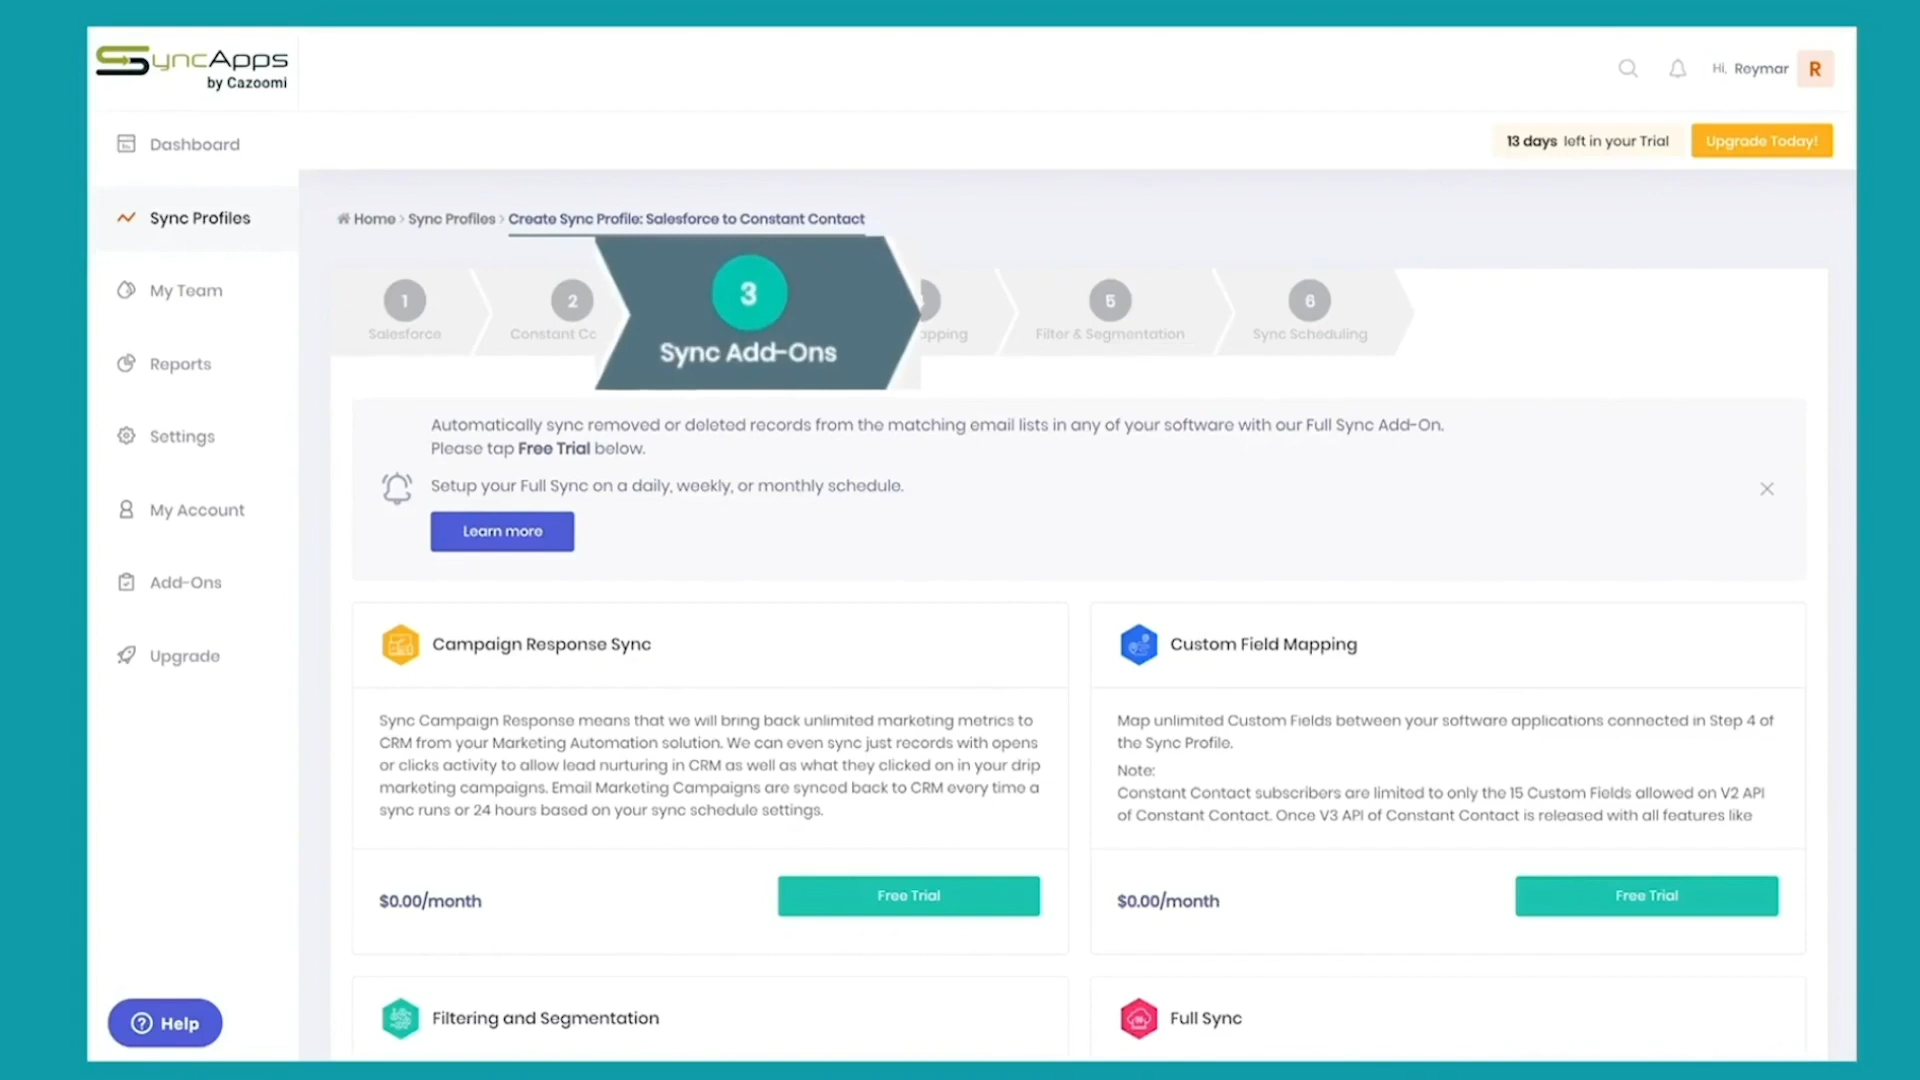 SyncApps
by Cazoomi
Hi, Reymar R
Dashboard
13 days left in your Trial
Upgrade Today!
Sync Profiles
My Team
Reports
Settings
My Account
Add-Ons
Upgrade
Help
Home > Sync Profiles > Create Sync Profile: Salesforce to Constant Contact
1
Salesforce
2
Constant Co
3
Sync Add-Ons
apping
5
Filter & Segmentation
6
Sync Scheduling
Automatically sync removed or deleted records from the matching email lists in any of your software with our Full Sync Add-On.
Please tap Free Trial below.
Setup your Full Sync on a daily, weekly, or monthly schedule.
Learn more
Campaign Response Sync
Sync Campaign Response means that we will bring back unlimited marketing metrics to
CRM from your Marketing Automation solution. We can even sync just records with opens
or clicks activity to allow lead nurturing in CRM as well as what they clicked on in your drip
marketing campaigns. Email Marketing Campaigns are synced back to CRM every time a
sync runs or 24 hours based on your sync schedule settings.
$0.00/month
Free Trial
Custom Field Mapping
Map unlimited Custom Fields between your software applications connected in Step 4 of
the Sync Profile.
Note:
Constant Contact subscribers are limited to only the 15 Custom Fields allowed on V2 API
of Constant Contact. Once V3 API of Constant Contact is released with all features like
$0.00/month
Free Trial
Filtering and Segmentation
Full Sync